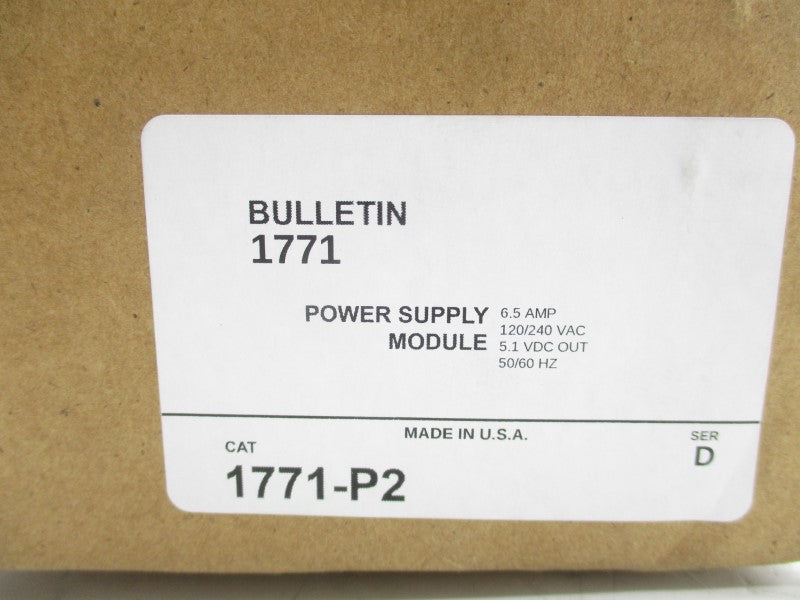 BULLETIN
1771
POWER SUPPLY
MODULE
6.5 AMP
120/240 VAC
5.1 VDC OUT
50/60 HZ
MADE IN U.S.A.
CAT
1771-P2
SER
D